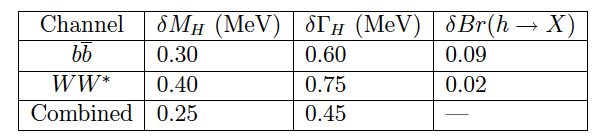 Channel δM_H (MeV) δΓ_H (MeV) δBr(h → X)
bb̄ 0.30 0.60 0.09
WW* 0.40 0.75 0.02
Combined 0.25 0.45 —